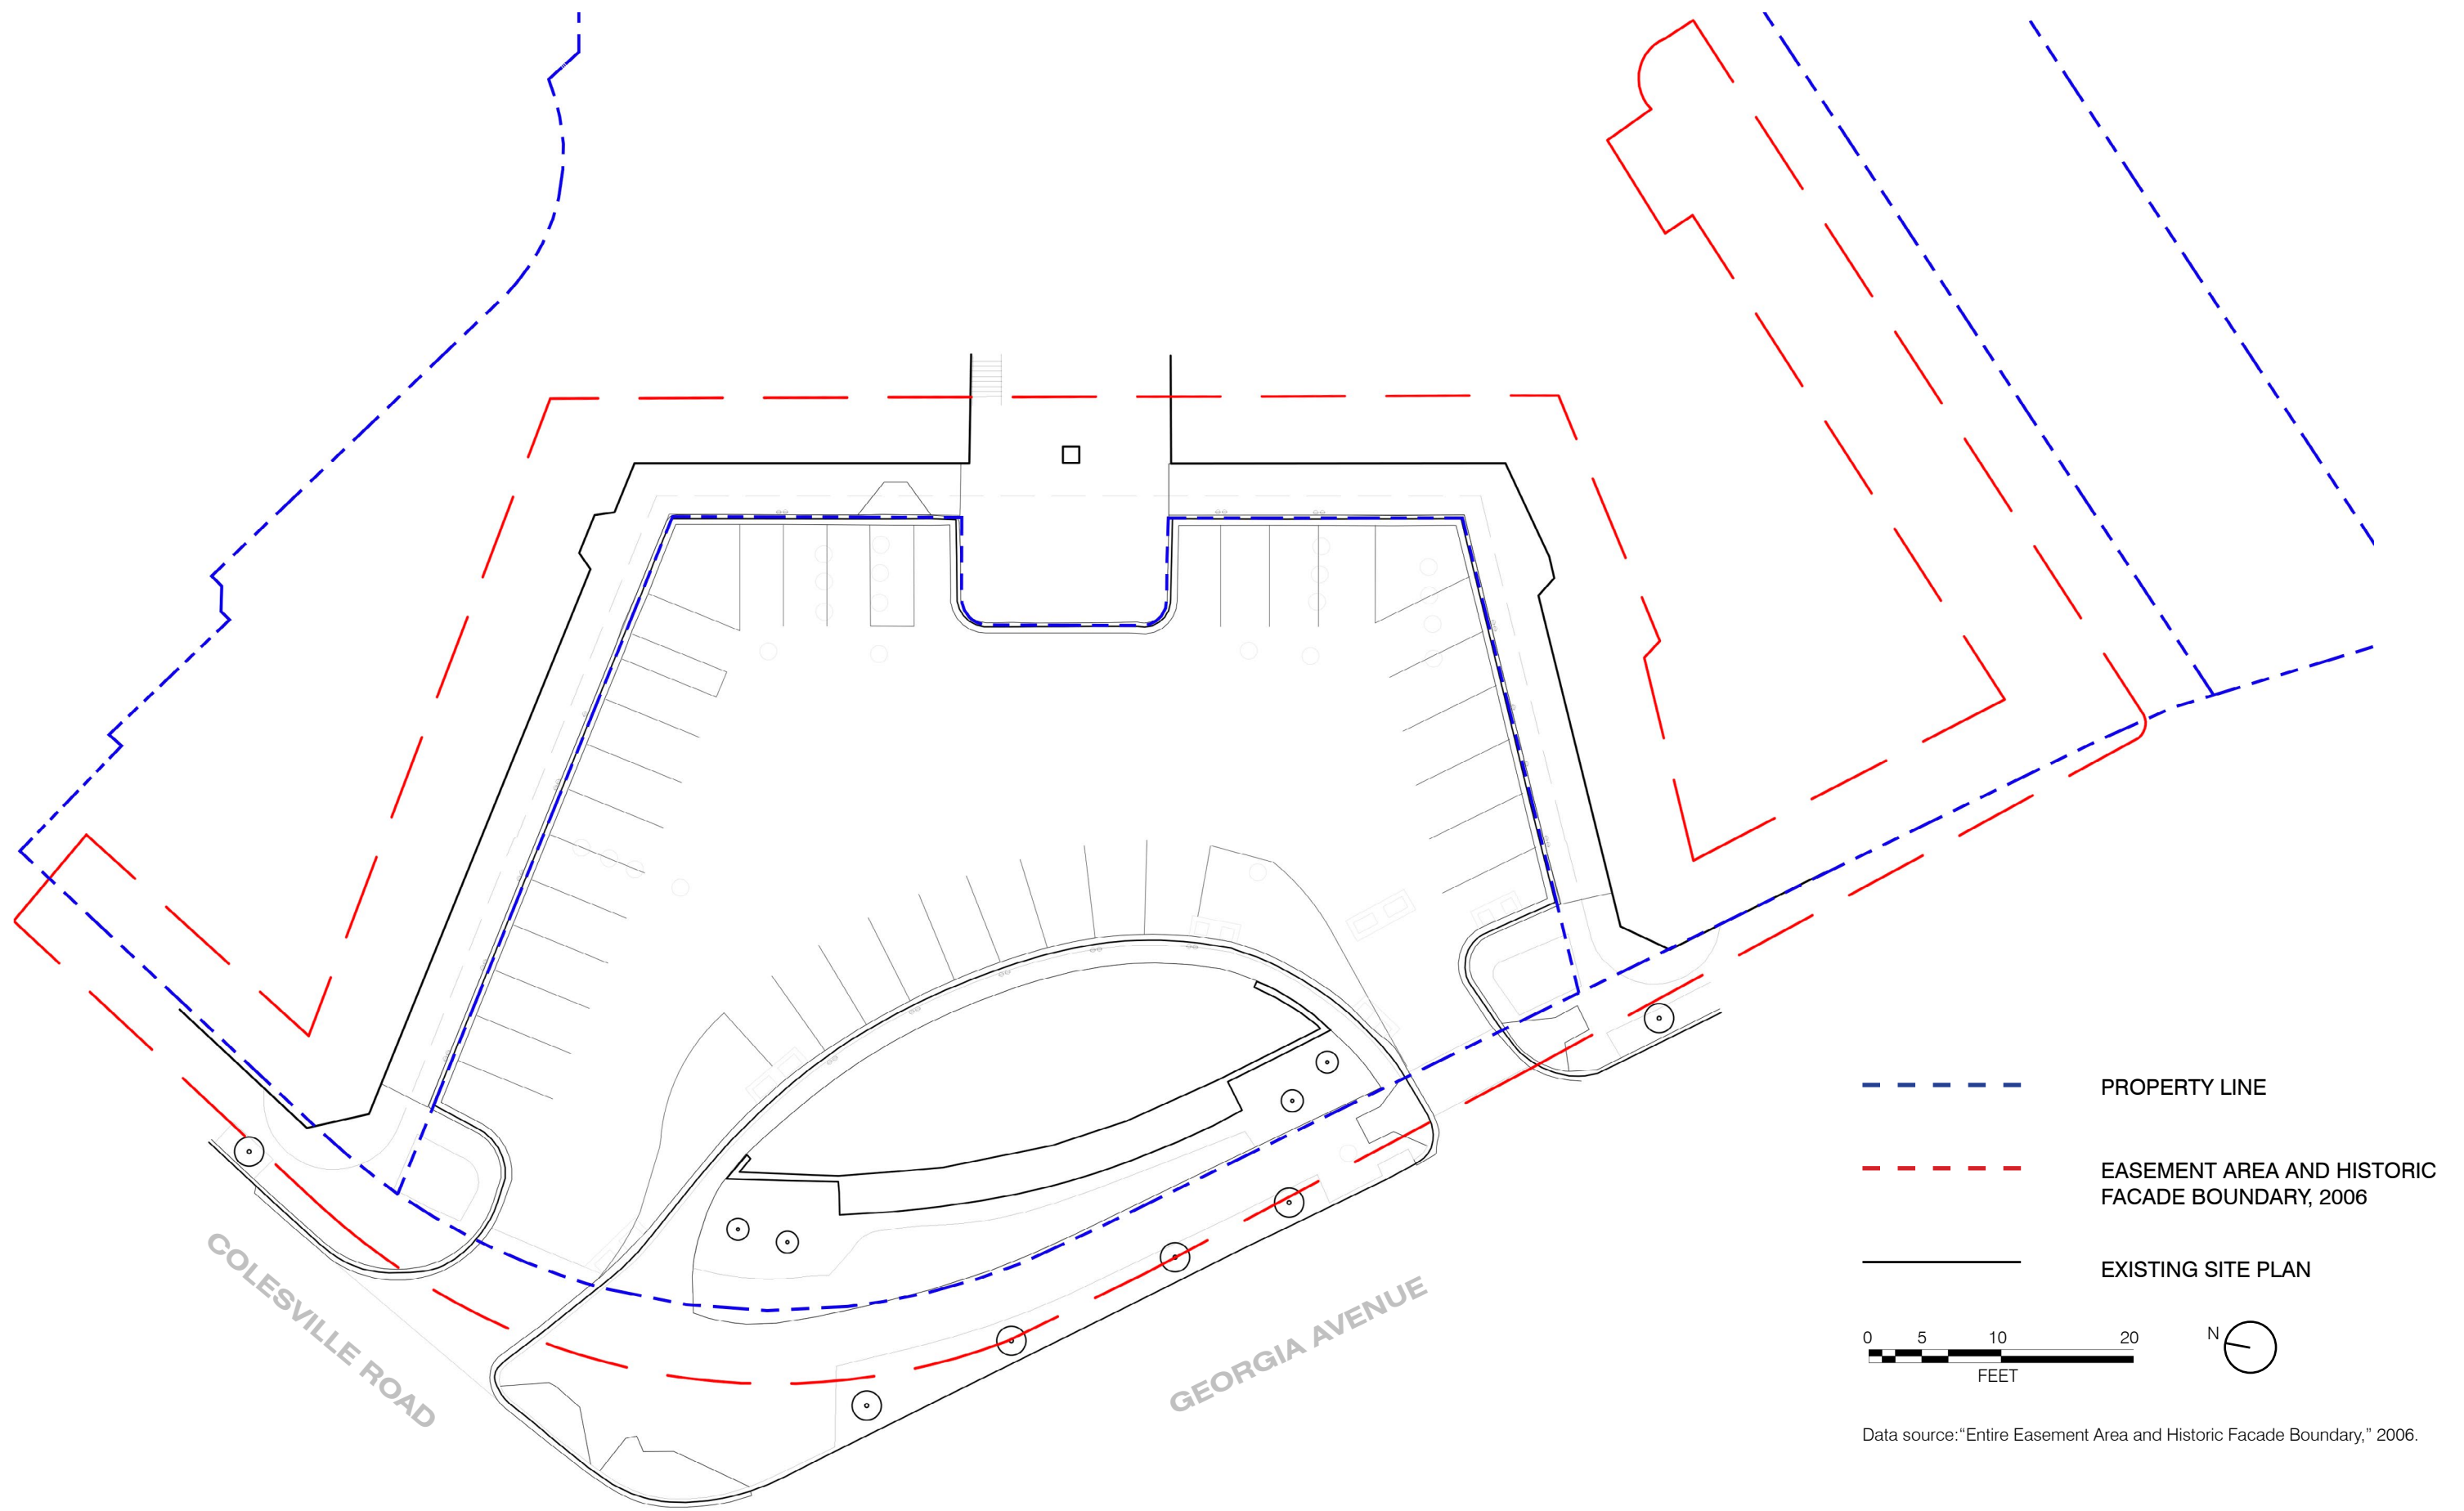 COLESVILLE ROAD
GEORGIA AVENUE
PROPERTY LINE
EASEMENT AREA AND HISTORIC
FACADE BOUNDARY, 2006
EXISTING SITE PLAN
0 5 10 20
FEET
N
Data source:“Entire Easement Area and Historic Facade Boundary,” 2006.